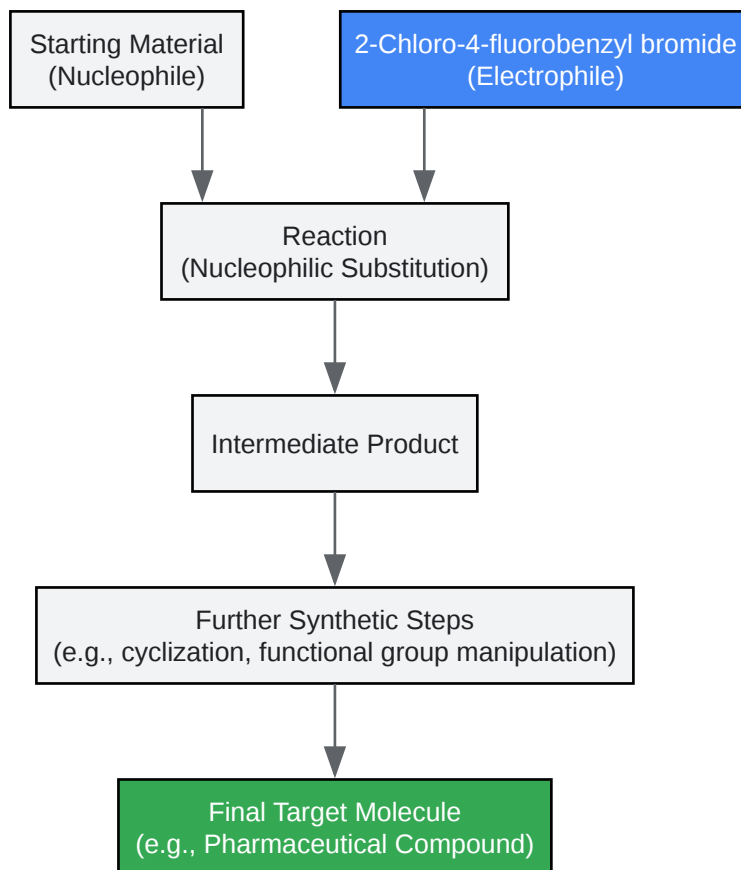 Starting Material
(Nucleophile)
2-Chloro-4-fluorobenzyl bromide
(Electrophile)
Reaction
(Nucleophilic Substitution)
Intermediate Product
Further Synthetic Steps
(e.g., cyclization, functional group manipulation)
Final Target Molecule
(e.g., Pharmaceutical Compound)